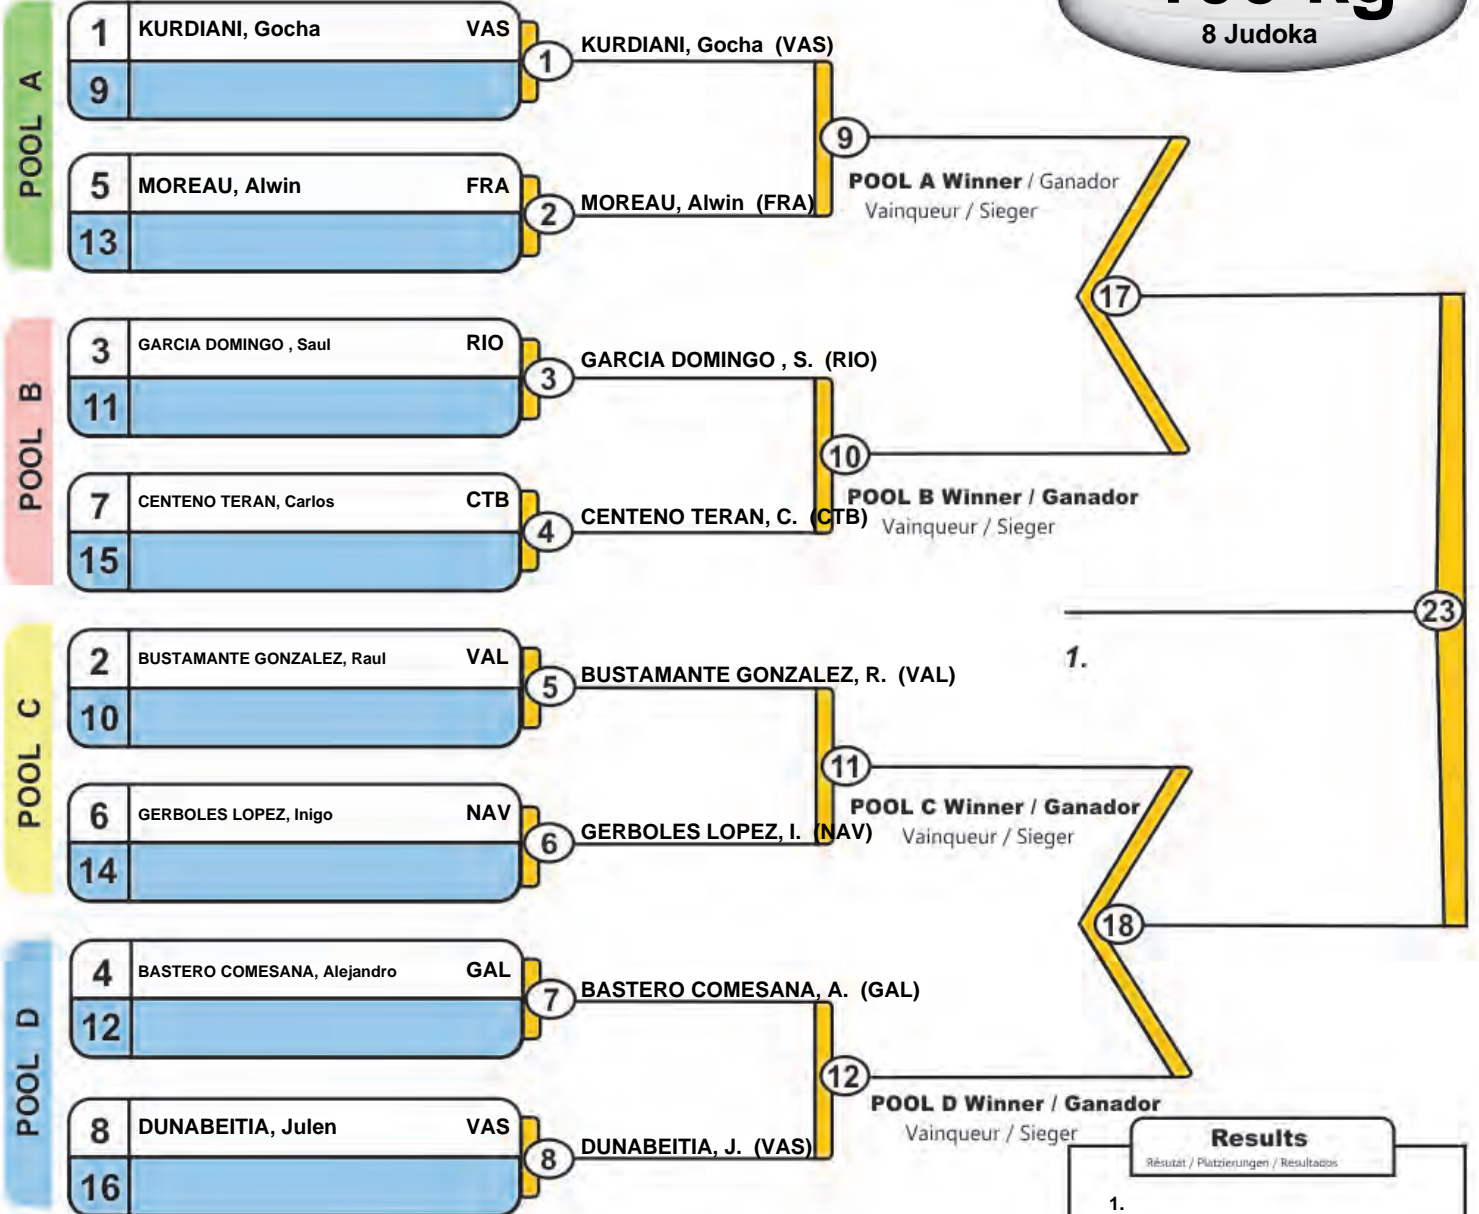 8 Judoka
POOL A
1 KURDIANI, Gocha VAS
9
1
KURDIANI, Gocha (VAS)
5 MOREAU, Alwin FRA
13
2
MOREAU, Alwin (FRA)
9
POOL A Winner / Ganador
Vainqueur / Sieger
POOL B
3 GARCIA DOMINGO , Saul RIO
11
3
GARCIA DOMINGO , S. (RIO)
7 CENTENO TERAN, Carlos CTB
15
4
CENTENO TERAN, C. (CTB)
10
POOL B Winner / Ganador
Vainqueur / Sieger
17
POOL C
2 BUSTAMANTE GONZALEZ, Raul VAL
10
5
BUSTAMANTE GONZALEZ, R. (VAL)
6 GERBOLES LOPEZ, Inigo NAV
14
6
GERBOLES LOPEZ, I. (NAV)
11
POOL C Winner / Ganador
Vainqueur / Sieger
POOL D
4 BASTERO COMESANA, Alejandro GAL
12
7
BASTERO COMESANA, A. (GAL)
8 DUNABEITIA, Julen VAS
16
8
DUNABEITIA, J. (VAS)
12
POOL D Winner / Ganador
Vainqueur / Sieger
18
23
1.
Results
Résutat / Platzierungen / Resultados
1.